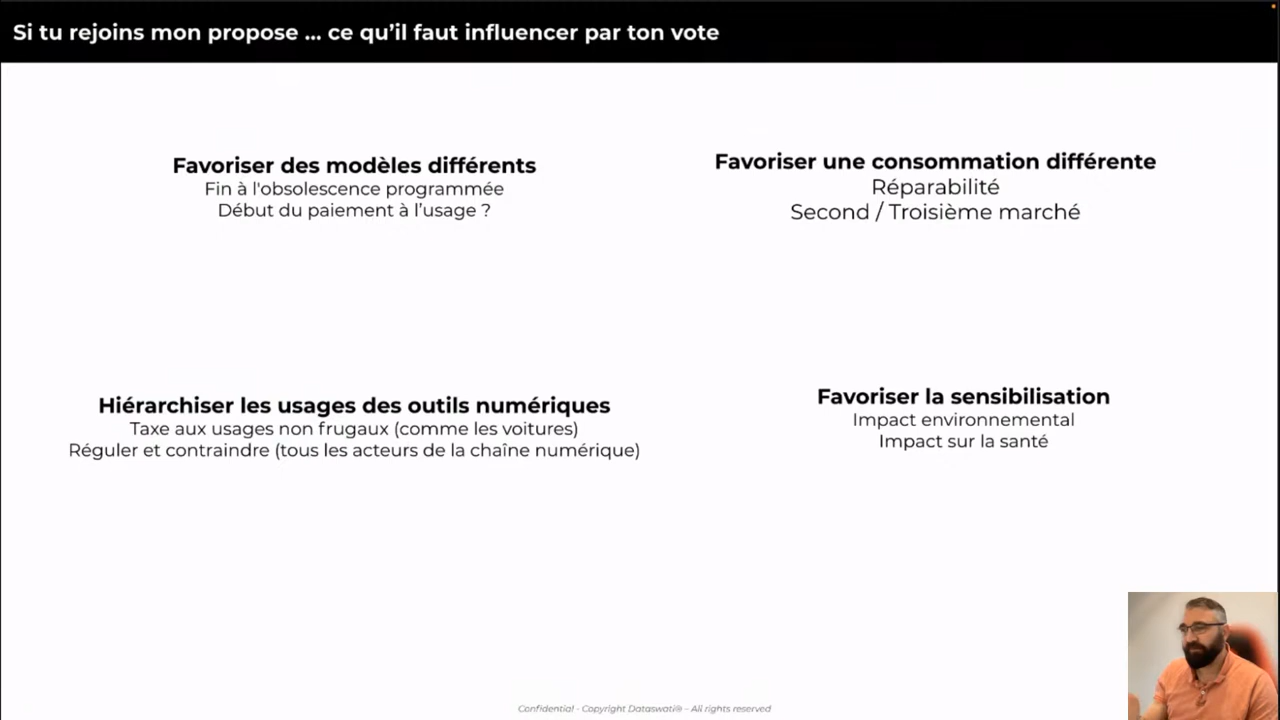 Si tu rejoins mon propose ... ce qu'il faut influencer par ton vote
Favoriser des modèles différents
Fin à l'obsolescence programmée
Début du paiement à l'usage ?
Favoriser une consommation différente
Réparabilité
Second / Troisième marché
Hiérarchiser les usages des outils numériques
Taxe aux usages non frugaux (comme les voitures)
Réguler et contraindre (tous les acteurs de la chaîne numérique)
Favoriser la sensibilisation
Impact environnemental
Impact sur la santé
Confidential - Copyright Dataswati® - All rights reserved